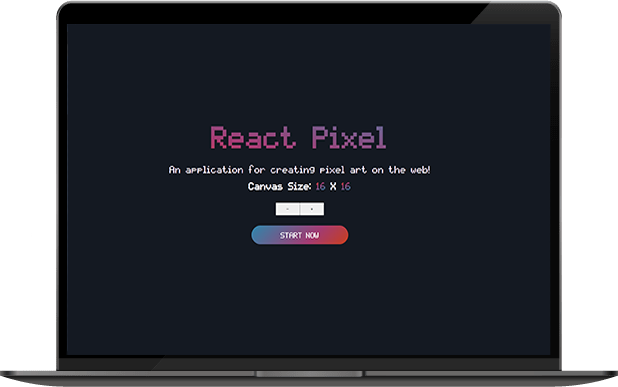 React Pixel
An application for creating pixel art on the web!
Canvas Size: 16 X 16
- +
START NOW